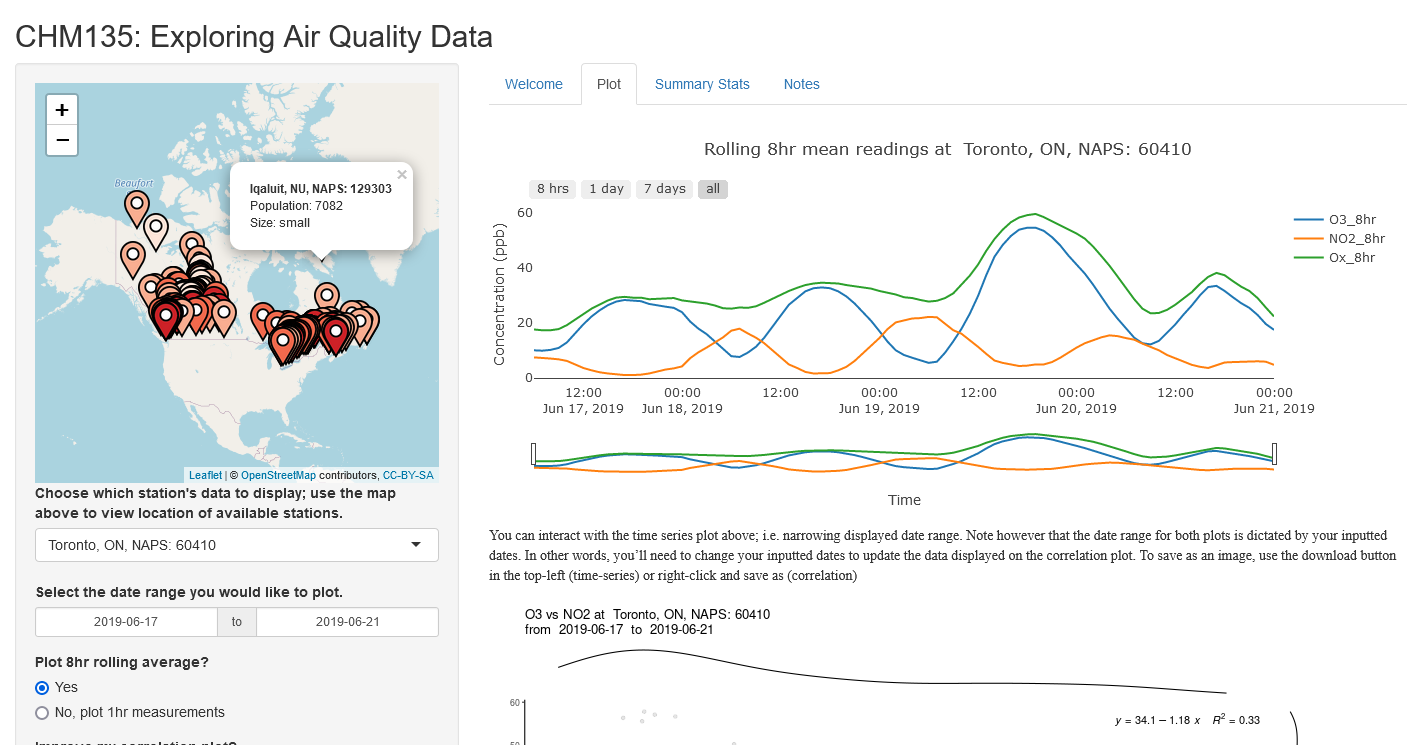 CHM135: Exploring Air Quality Data
+
−
Beaufort
×
Iqaluit, NU, NAPS: 129303
Population: 7082
Size: small
Leaflet | © OpenStreetMap contributors, CC-BY-SA
Choose which station's data to display; use the map
above to view location of available stations.
Toronto, ON, NAPS: 60410
Select the date range you would like to plot.
2019-06-17 to 2019-06-21
Plot 8hr rolling average?
Yes
No, plot 1hr measurements
Welcome Plot Summary Stats Notes
Rolling 8hr mean readings at Toronto, ON, NAPS: 60410
8 hrs 1 day 7 days all
Concentration (ppb)
60
40
20
0
O3_8hr
NO2_8hr
Ox_8hr
12:00 00:00 12:00 00:00 12:00 00:00 12:00 00:00
Jun 17, 2019 Jun 18, 2019 Jun 19, 2019 Jun 20, 2019 Jun 21, 2019
Time
You can interact with the time series plot above; i.e. narrowing displayed date range. Note however that the date range for both plots is dictated by your inputted
dates. In other words, you’ll need to change your inputted dates to update the data displayed on the correlation plot. To save as an image, use the download button
in the top-left (time-series) or right-click and save as (correlation)
O3 vs NO2 at Toronto, ON, NAPS: 60410
from 2019-06-17 to 2019-06-21
60
y = 34.1 − 1.18 x R² = 0.33